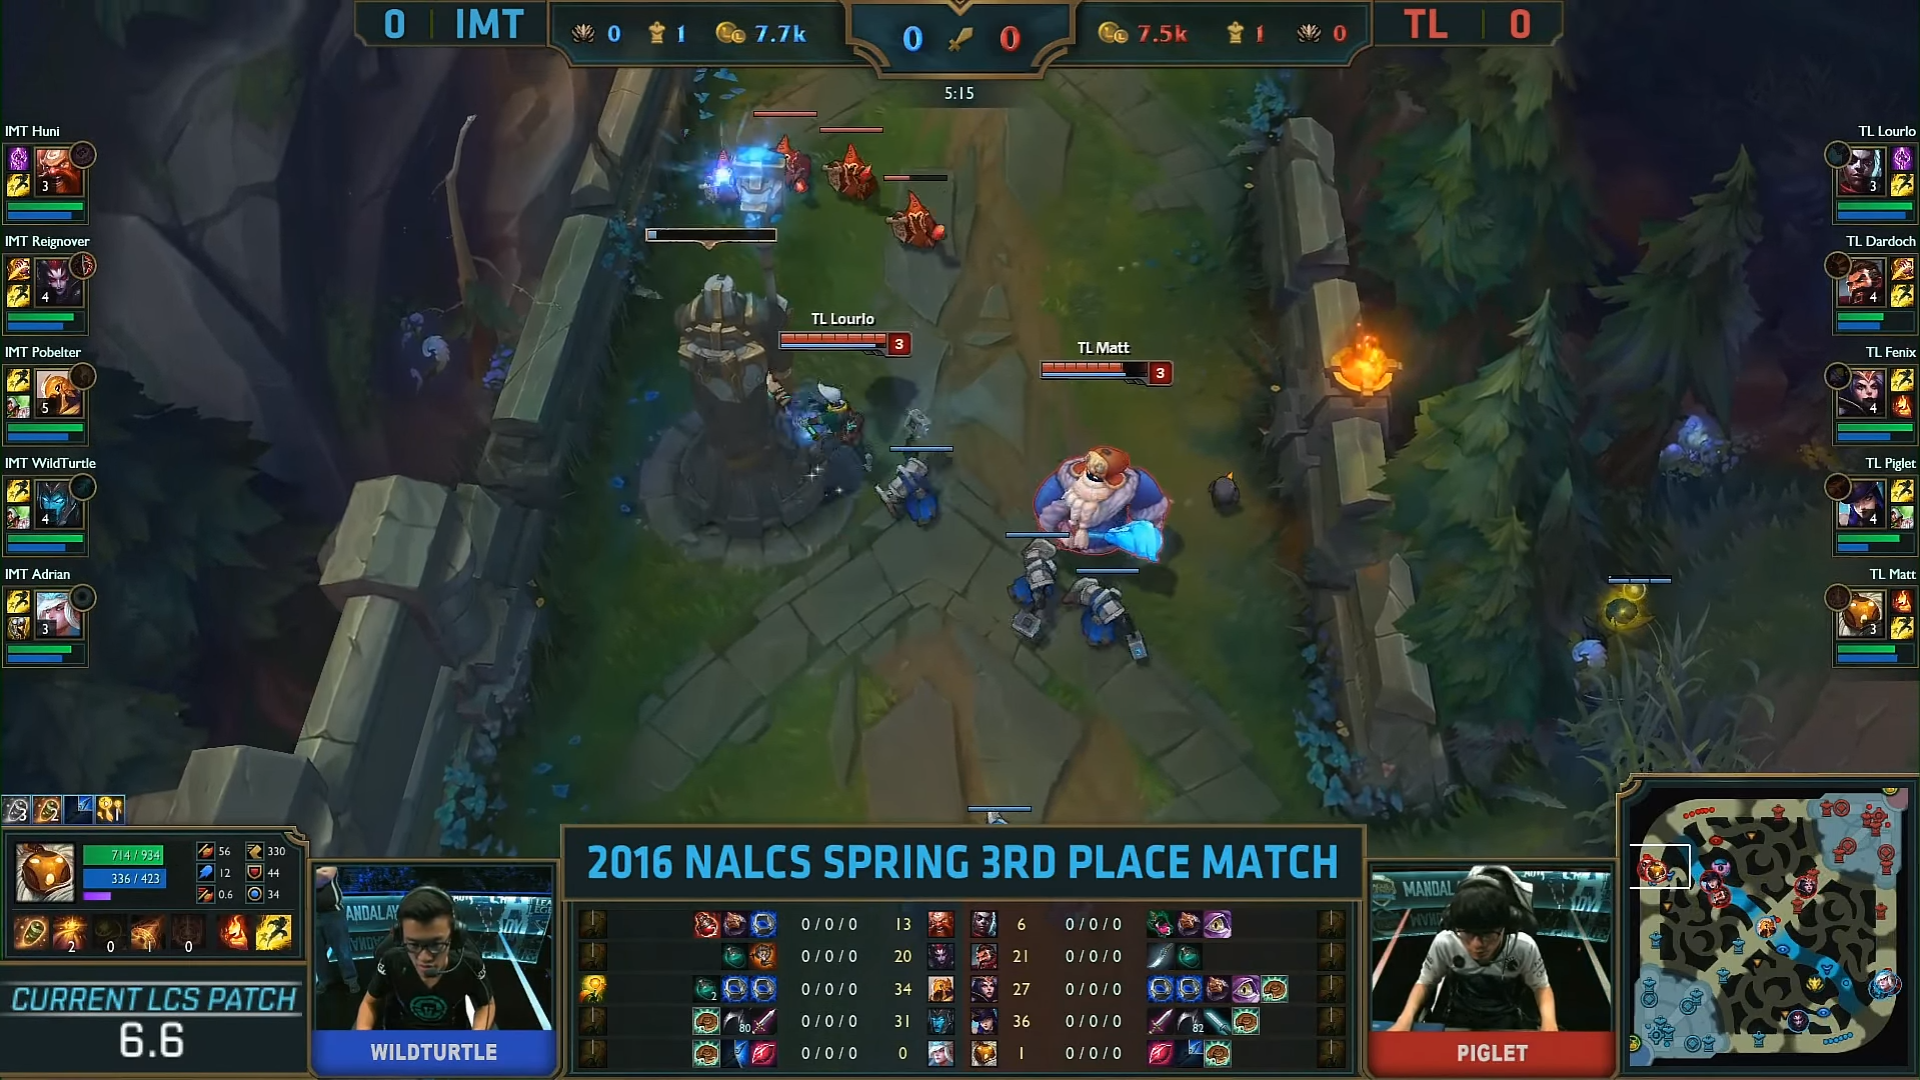 0 IMT 0 1 7.7k 0 0 7.5k 1 0 TL 0
5:15
IMT Huni
3
IMT Reignover
4
IMT Pobelter
5
IMT WildTurtle
4
IMT Adrian
3
TL Lourlo
3
TL Matt
3
TL Lourlo
3
TL Dardoch
4
TL Fenix
4
TL Piglet
4
TL Matt
3
3 2
714 / 934
336 / 423
56 330
12 44
0.6 34
2 0 1 0
CURRENT LCS PATCH
6.6
ANDALAY
WILDTURTLE
2016 NALCS SPRING 3RD PLACE MATCH
0 / 0 / 0 13 6 0 / 0 / 0
0 / 0 / 0 20 21 0 / 0 / 0
2 0 / 0 / 0 34 27 0 / 0 / 0
80 0 / 0 / 0 31 36 0 / 0 / 0 82
0 / 0 / 0 0 1 0 / 0 / 0
MANDAL
PIGLET